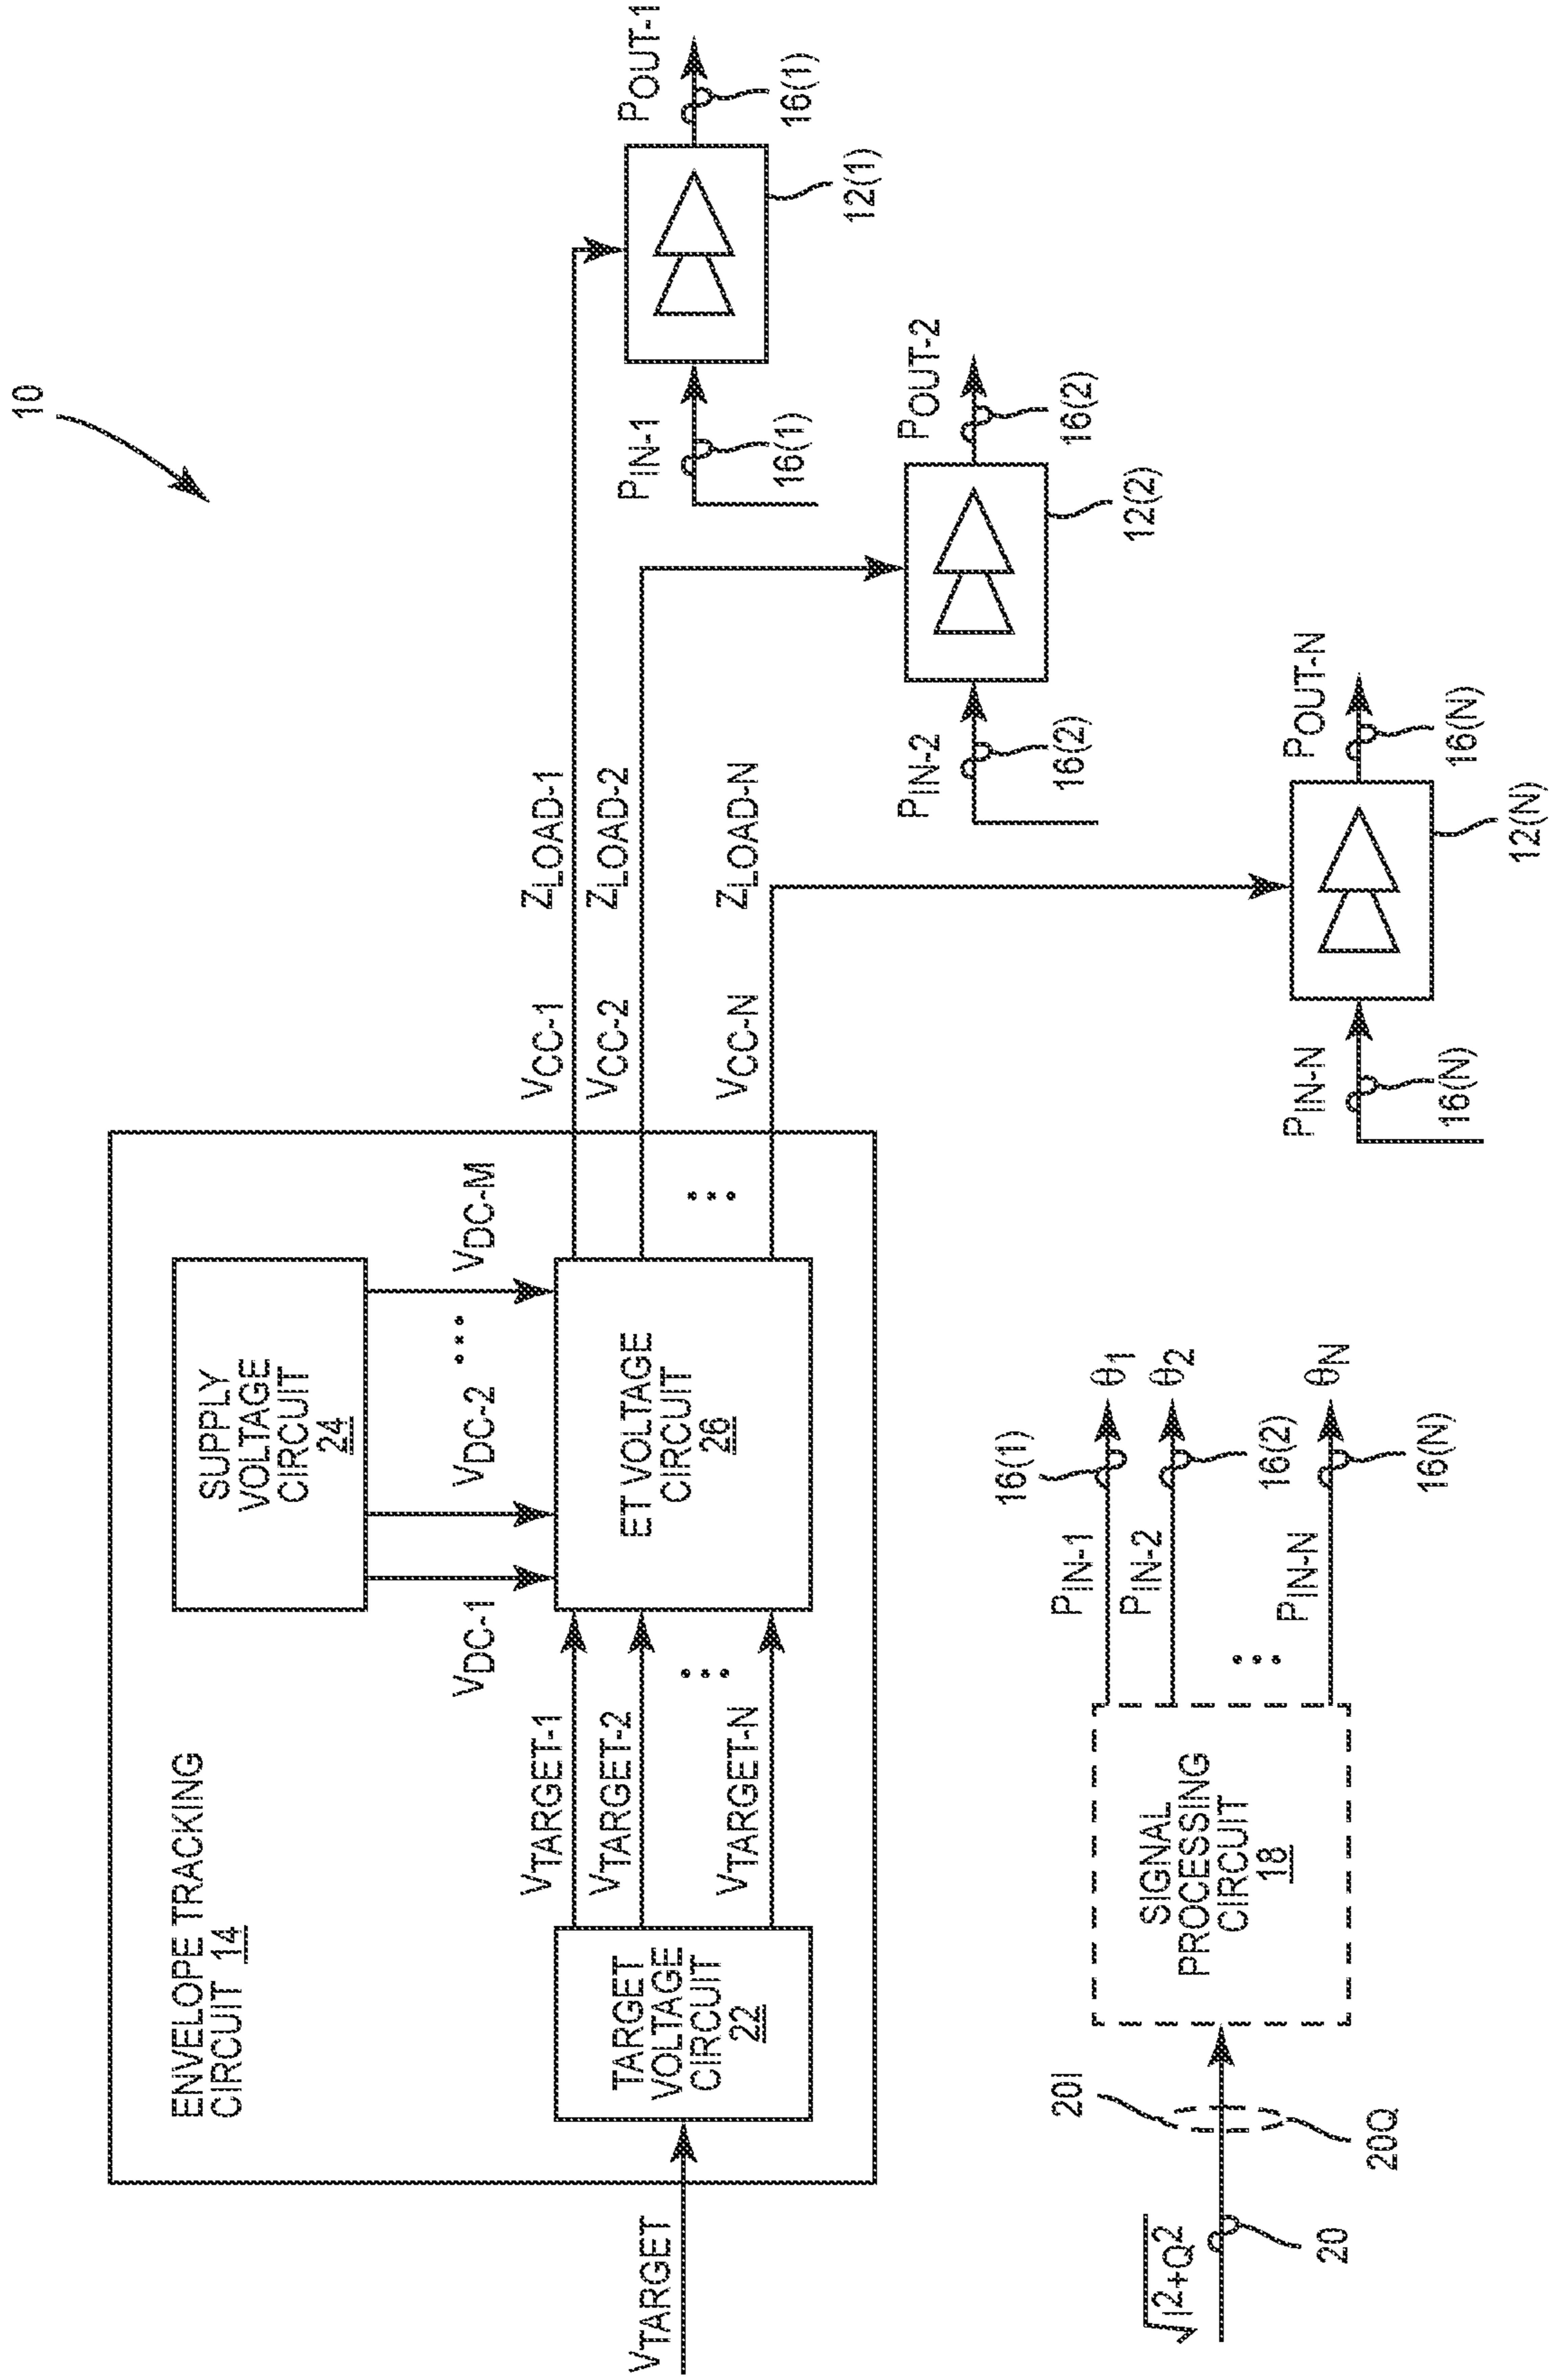 10
ENVELOPE TRACKING
CIRCUIT 14
SUPPLY
VOLTAGE
CIRCUIT
24
VDC-1
VDC-2
•••
VDC-M
VTARGET
TARGET
VOLTAGE
CIRCUIT
22
VTARGET-1
VTARGET-2
•••
VTARGET-N
ET VOLTAGE
CIRCUIT
26
•••
VCC-1
ZLOAD-1
VCC-2
ZLOAD-2
VCC-N
ZLOAD-N
PIN-1
16(1)
POUT-1
16(1)
12(1)
PIN-2
16(2)
POUT-2
16(2)
12(2)
PIN-N
16(N)
POUT-N
16(N)
12(N)
√I²+Q²
20
20I
20Q
SIGNAL
PROCESSING
CIRCUIT
18
PIN-1
16(1)
θ1
PIN-2
16(2)
θ2
•••
PIN-N
16(N)
θN